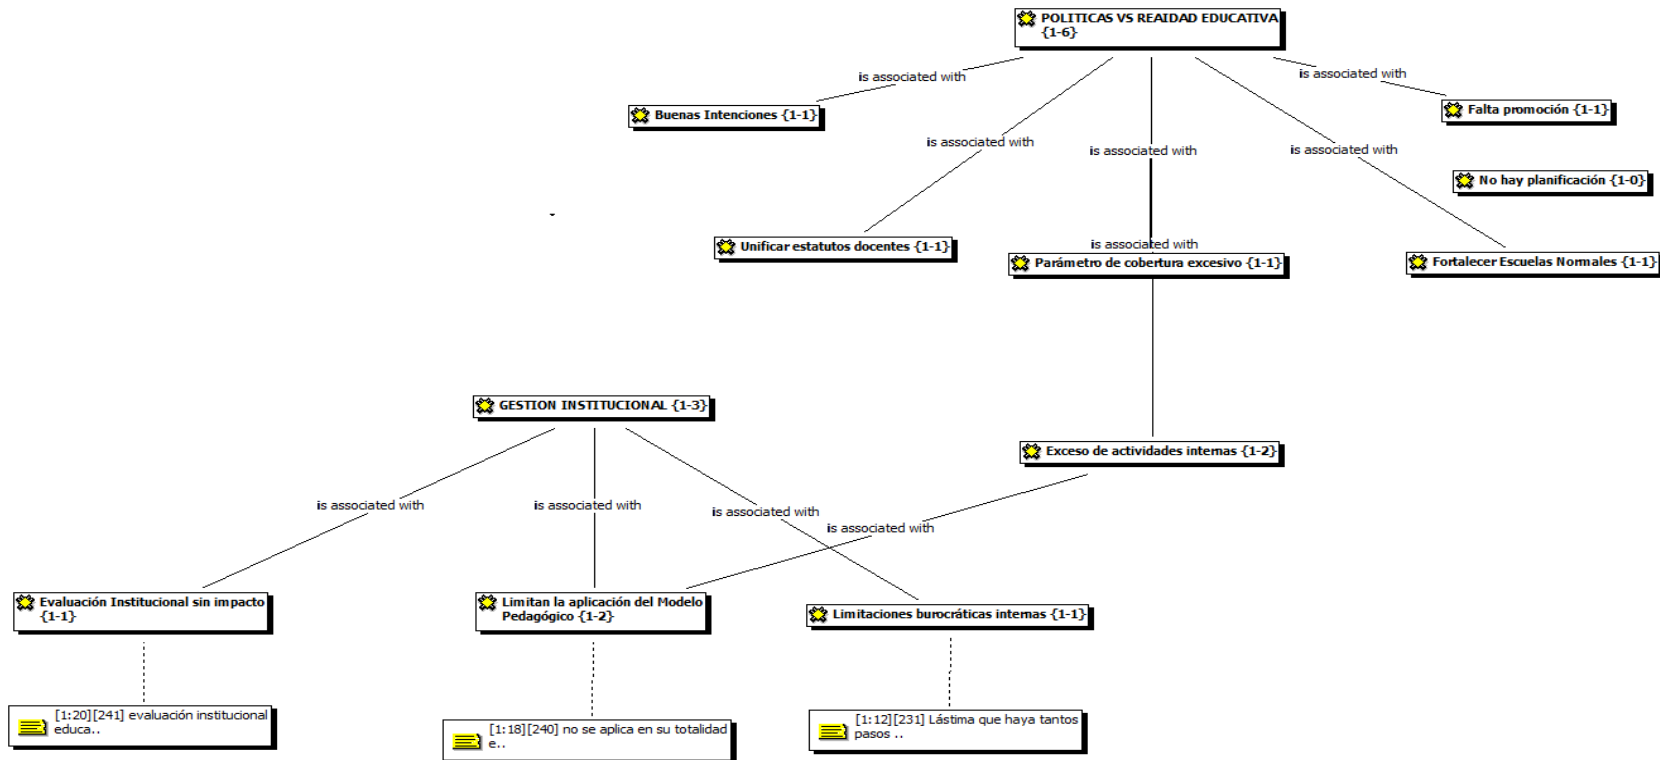 POLITICAS VS REAIDAD EDUCATIVA
{1-6}
is associated with
is associated with
Buenas Intenciones {1-1}
Falta promoción {1-1}
is associated with
is associated with
is associated with
No hay planificación {1-0}
Unificar estatutos docentes {1-1}
is associated with
Parámetro de cobertura excesivo {1-1}
Fortalecer Escuelas Normales {1-1}
GESTION INSTITUCIONAL {1-3}
Exceso de actividades internas {1-2}
is associated with
is associated with
is associated with
is associated with
Evaluación Institucional sin impacto
{1-1}
Limitan la aplicación del Modelo
Pedagógico {1-2}
Limitaciones burocráticas internas {1-1}
[1:20][241] evaluación institucional
educa..
[1:18][240] no se aplica en su totalidad
e..
[1:12][231] Lástima que haya tantos
pasos ..